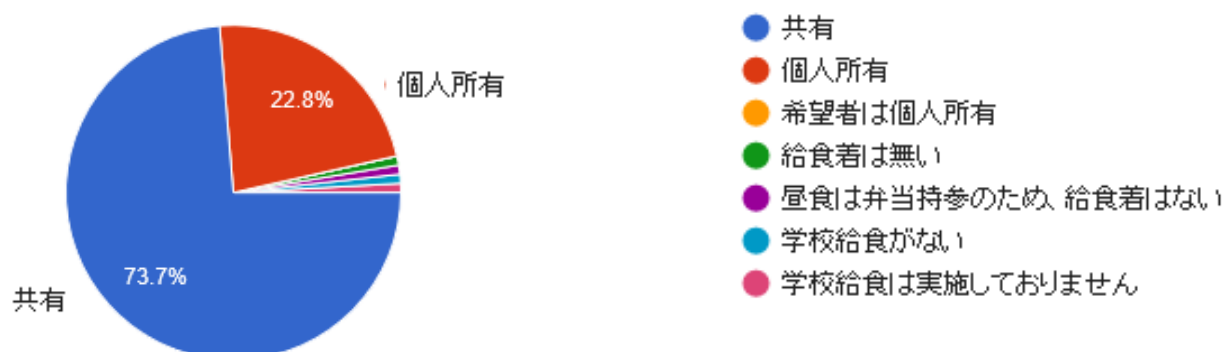 22.8%
個人所有
73.7%
共有
共有
個人所有
希望者は個人所有
給食着は無い
昼食は弁当持参のため、給食着はない
学校給食がない
学校給食は実施しておりません